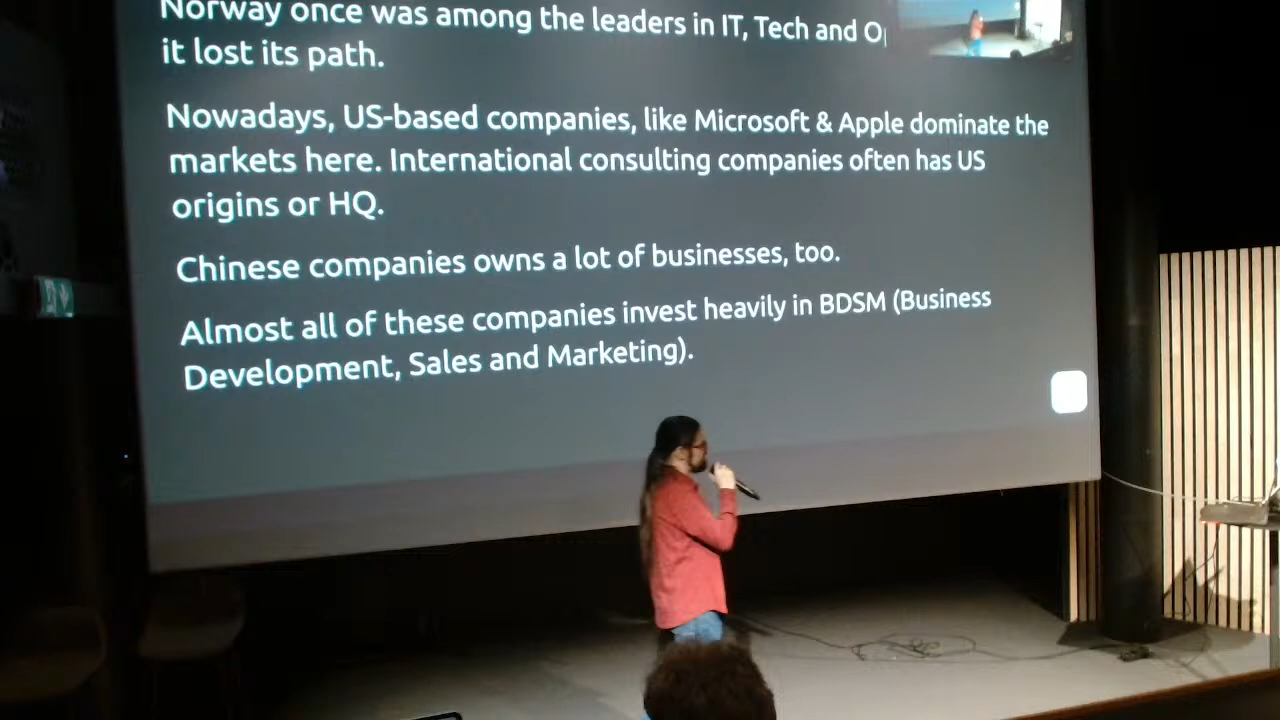 Norway once was among the leaders in IT, Tech and
it lost its path.
Nowadays, US-based companies, like Microsoft & Apple dominate the
markets here. International consulting companies often has US
origins or HQ.
Chinese companies owns a lot of businesses, too.
Almost all of these companies invest heavily in BDSM (Business
Development, Sales and Marketing).